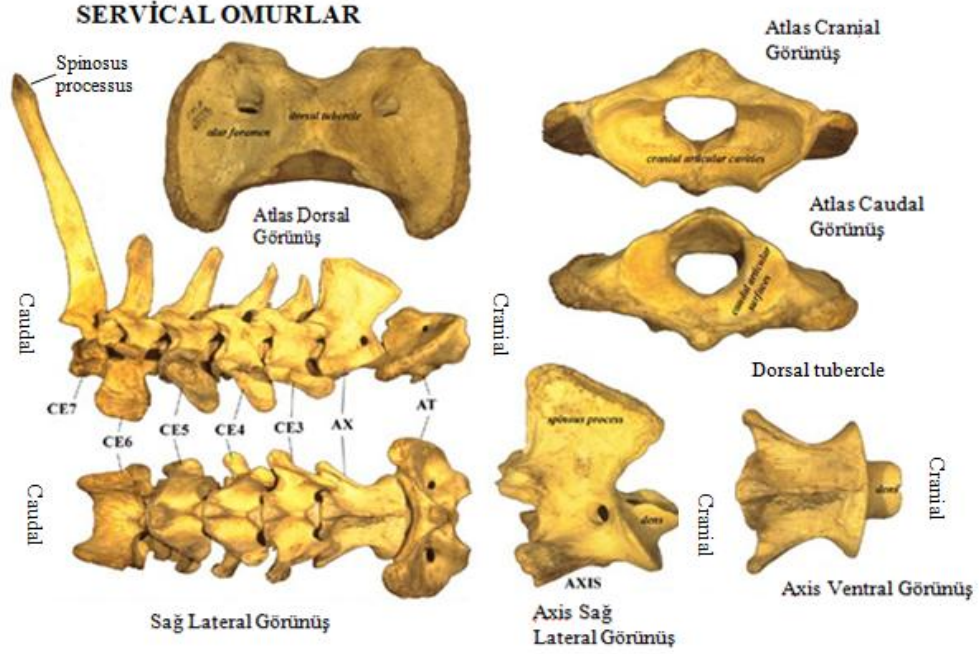 SERVİCAL OMURLAR
Spinosus
processus
alar foramen
dorsal tubercle
Atlas Dorsal
Görünüş
Atlas Cranial
Görünüş
cranial articular cavities
Atlas Caudal
Görünüş
caudal articular
surfaces
Dorsal tubercle
Caudal
Cranial
CE7
CE6
CE5
CE4
CE3
AX
AT
Caudal
Sağ Lateral Görünüş
spinous process
dens
Cranial
AXIS
Axis Sağ
Lateral Görünüş
dens
Cranial
Axis Ventral Görünüş